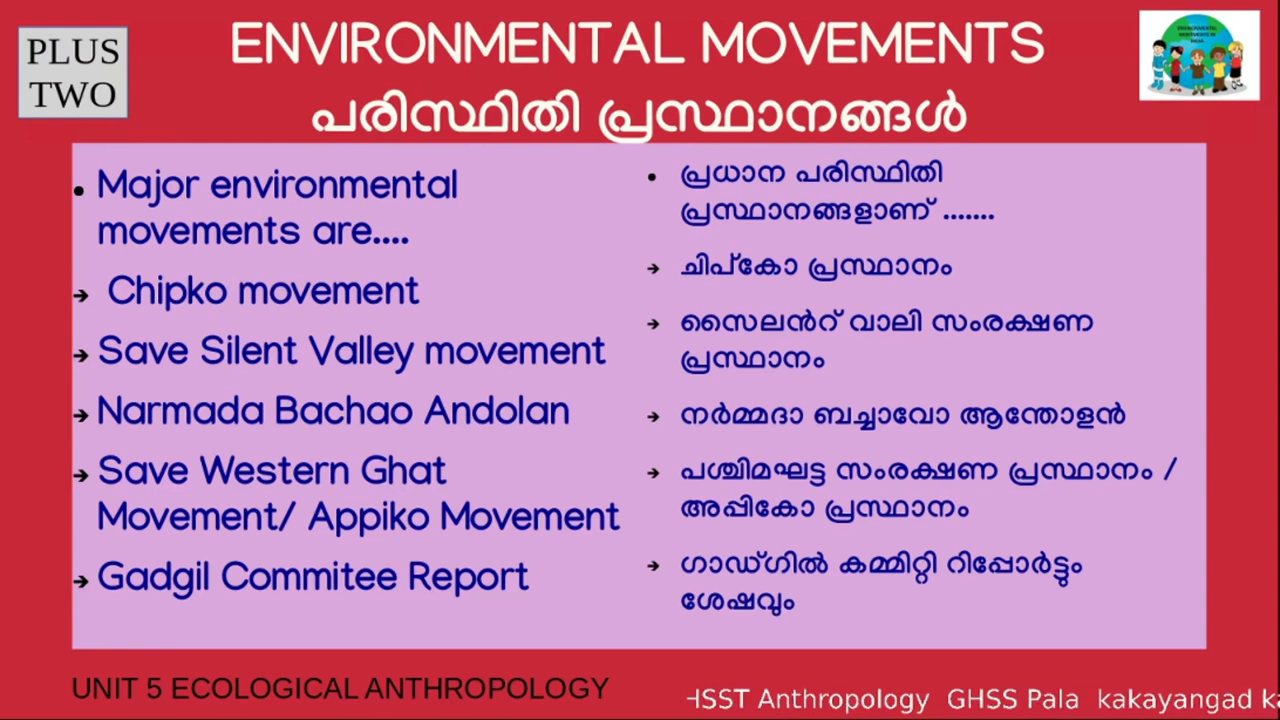 PLUS
TWO
ENVIRONMENTAL MOVEMENTS
പരിസ്ഥിതി പ്രസ്ഥാനങ്ങൾ
• Major environmental
movements are....
→ Chipko movement
→ Save Silent Valley movement
→ Narmada Bachao Andolan
→ Save Western Ghat
Movement/ Appiko Movement
→ Gadgil Commitee Report
• പ്രധാന പരിസ്ഥിതി
പ്രസ്ഥാനങ്ങളാണ് .......
→ ചിപ്കോ പ്രസ്ഥാനം
→ സൈലൻറ് വാലി സംരക്ഷണ
പ്രസ്ഥാനം
→ നർമ്മദാ ബച്ചാവോ ആന്തോളൻ
→ പശ്ചിമഘട്ട സംരക്ഷണ പ്രസ്ഥാനം /
അപ്പികോ പ്രസ്ഥാനം
→ ഗാഡ്ഗിൽ കമ്മിറ്റി റിപ്പോർട്ടും
ശേഷവും
UNIT 5 ECOLOGICAL ANTHROPOLOGY
HSST Anthropology GHSS Pala kakayangad